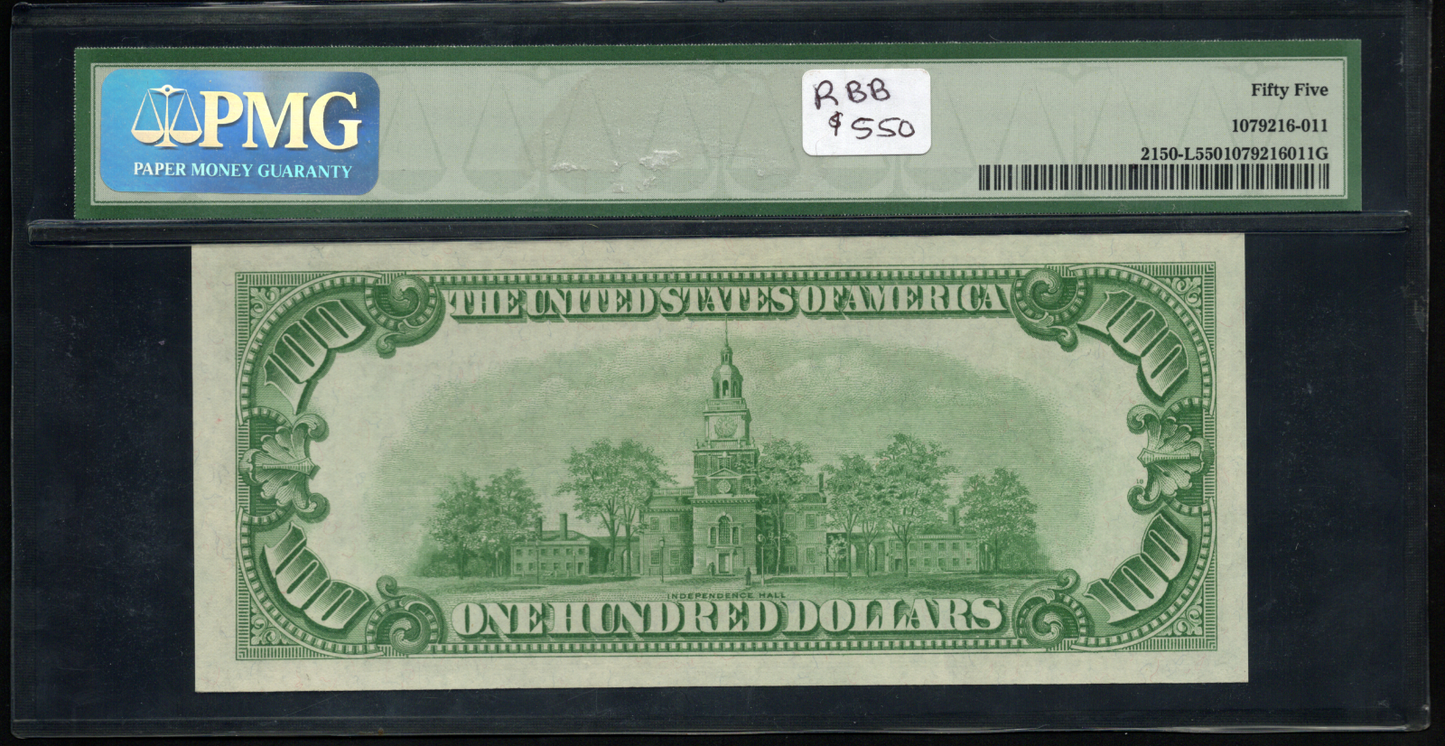 PMG
PAPER MONEY GUARANTY
RBB
$550
Fifty Five
1079216-011
2150-L5501079216011G
THE UNITED STATES OF AMERICA
100
100
INDEPENDENCE HALL
100
100
ONE HUNDRED DOLLARS